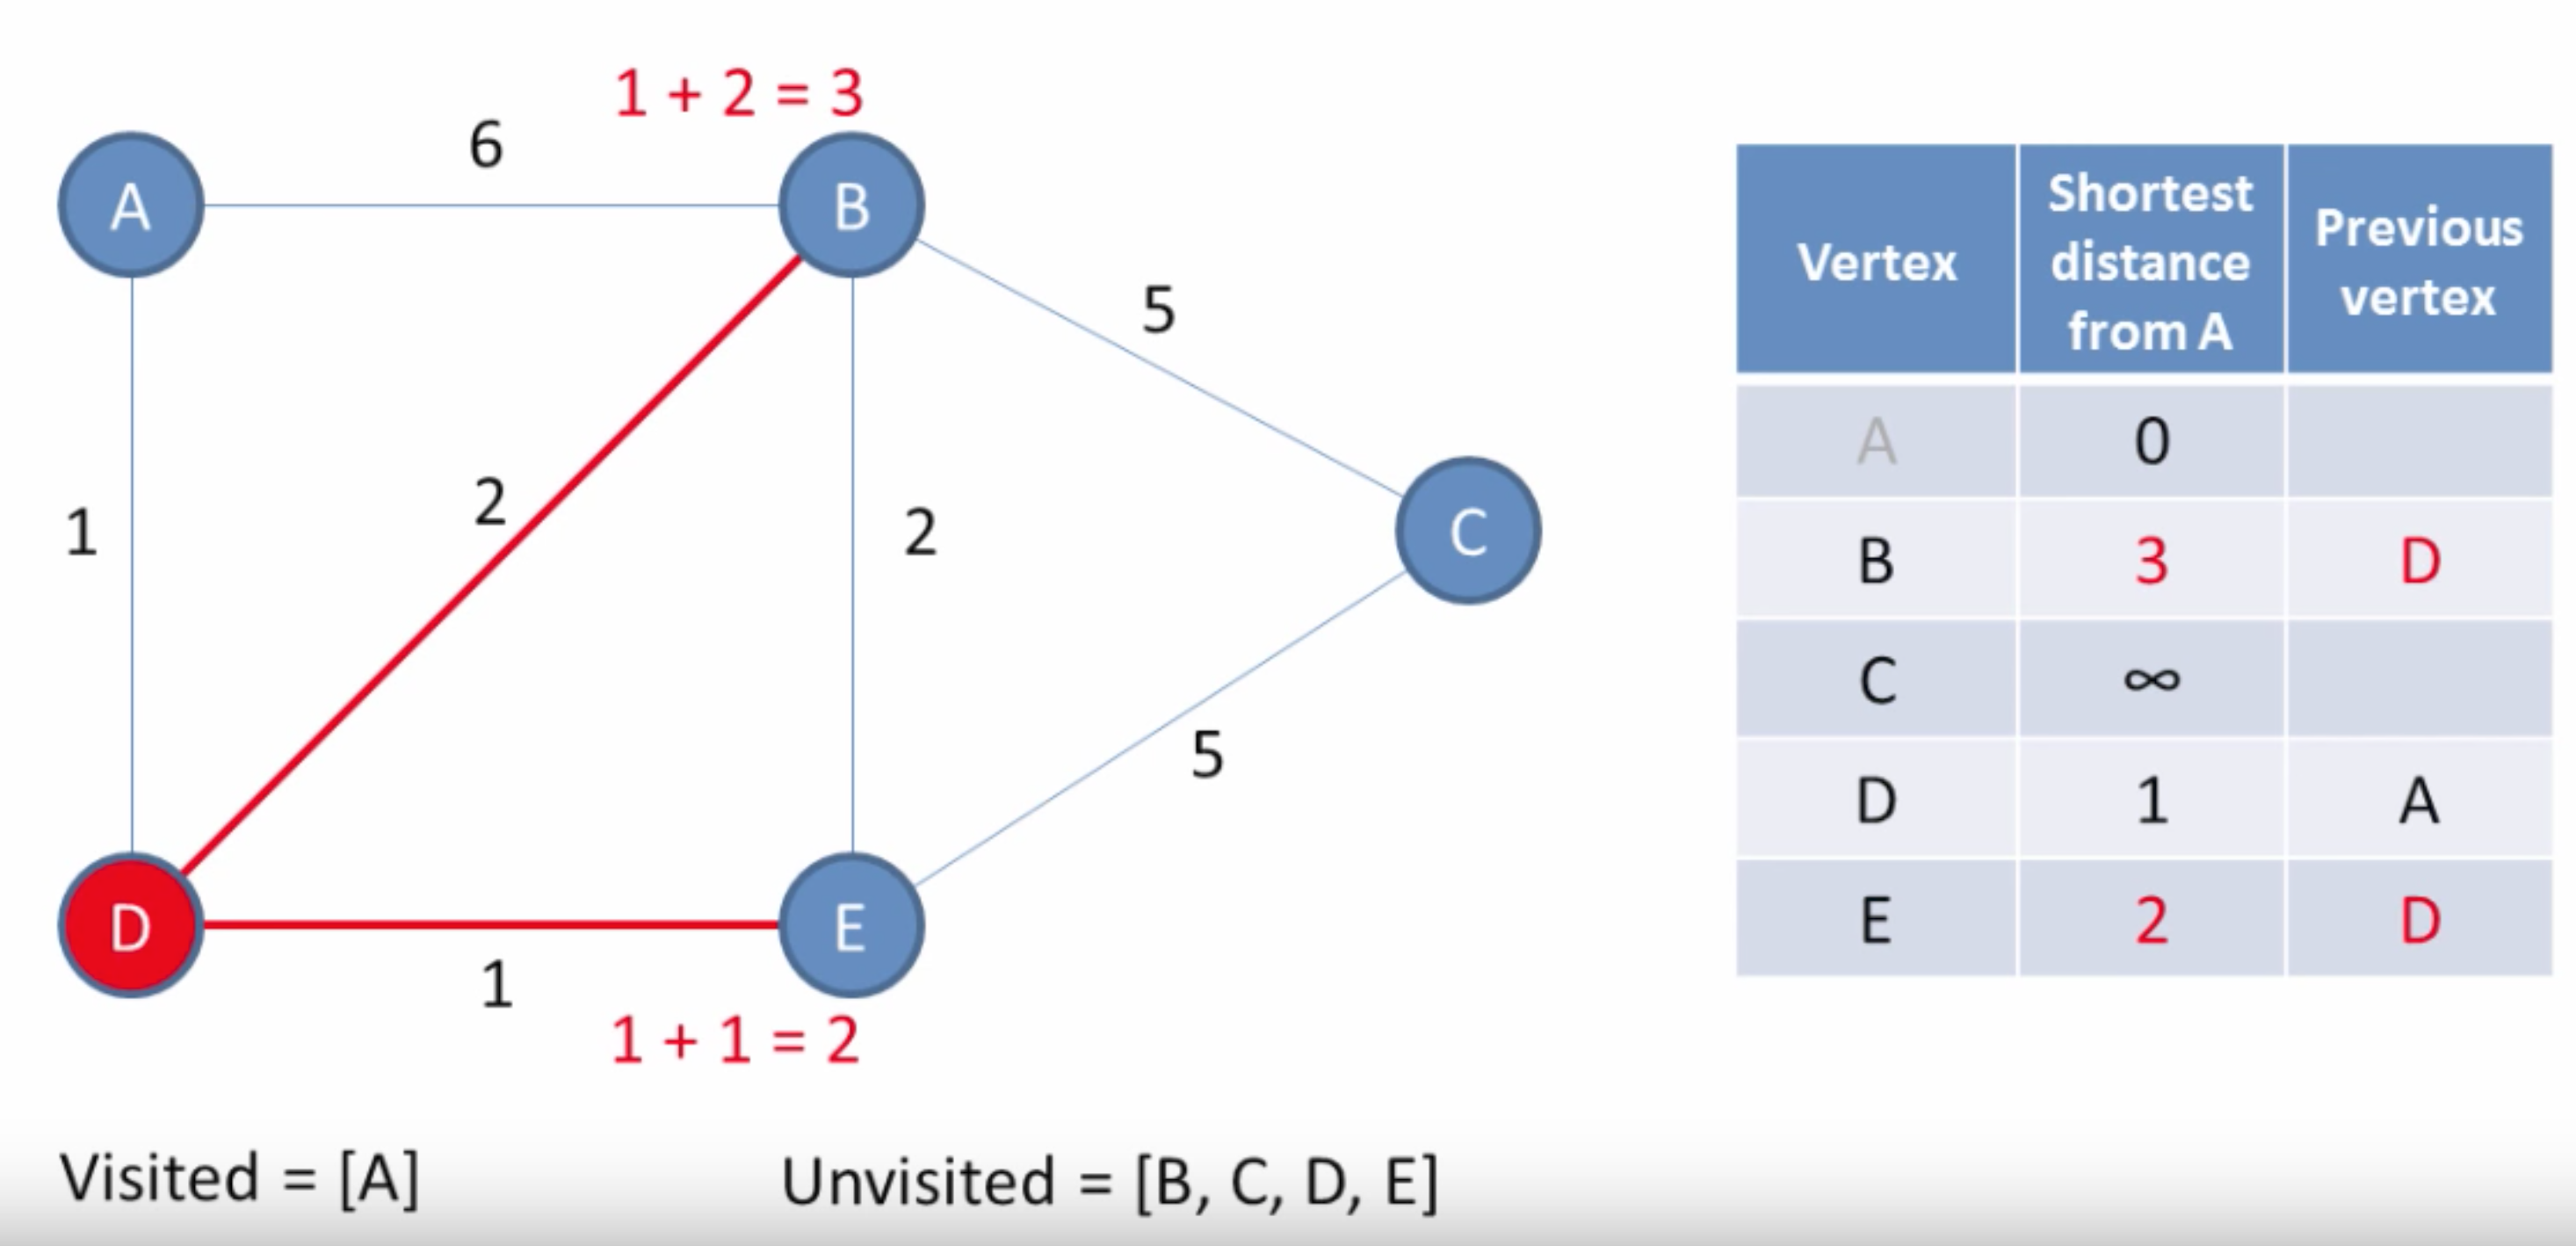 1 + 2 = 3
6
A
B
5
1
2
2
C
5
D
E
1
1 + 1 = 2
Visited = [A]
Unvisited = [B, C, D, E]
Vertex
Shortest
distance
from A
Previous
vertex
A 0
B 3 D
C ∞
D 1 A
E 2 D